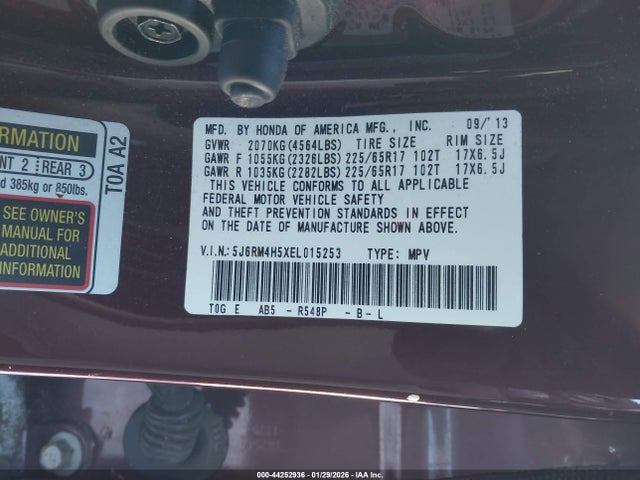 MFD. BY HONDA OF AMERICA MFG., INC. 09/'13
GVWR 2070KG(4564LBS) TIRE SIZE RIM SIZE
GAWR F 1055KG(2326LBS) 225/65R17 102T 17X6.5J
GAWR R 1035KG(2282LBS) 225/65R17 102T 17X6.5J
THIS VEHICLE CONFORMS TO ALL APPLICABLE
FEDERAL MOTOR VEHICLE SAFETY
AND THEFT PREVENTION STANDARDS IN EFFECT
ON THE DATE OF MANUFACTURE SHOWN ABOVE.
V.I.N.:5J6RM4H5XEL015253 TYPE: MPV
T0G E AB5 - R548P - B - L
REAR 3
385kg or 850lbs.
SEE OWNER'S
MANUAL FOR
ADDITIONAL
INFORMATION
T0A A2
000-44252936 - 01/29/2026 - IAA Inc.